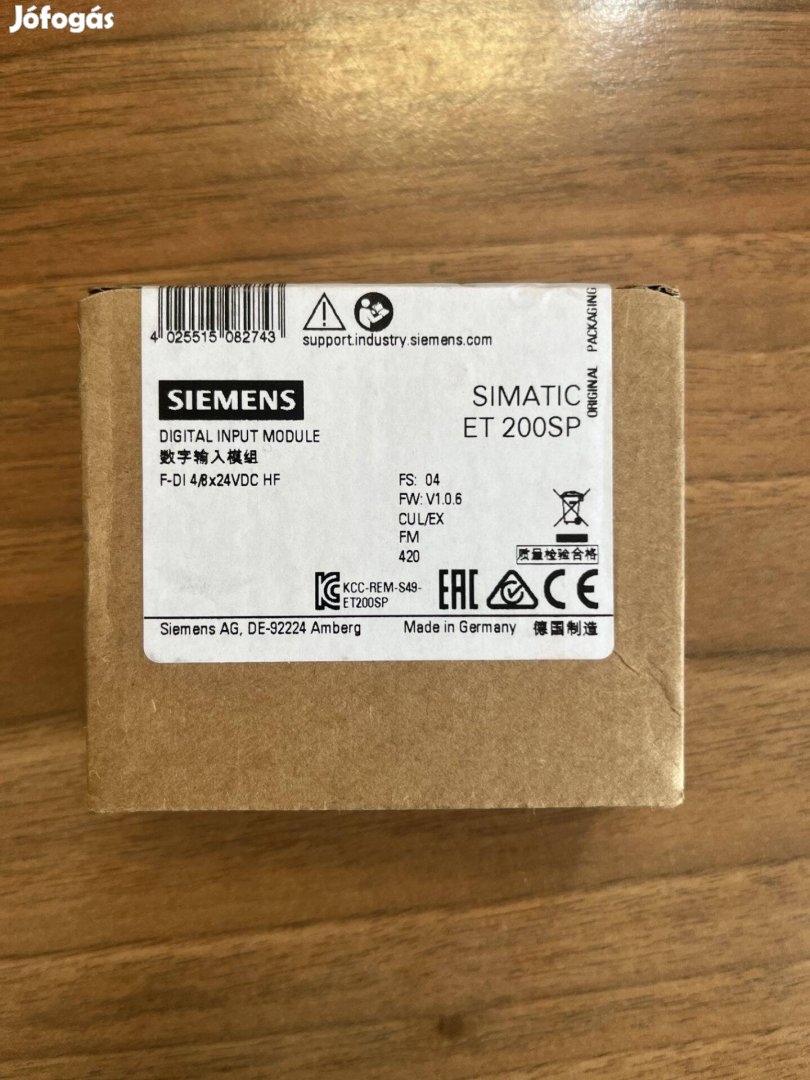 Jófogás
4 025515 082743
support.industry.siemens.com
ORIGINAL PACKAGING
SIEMENS
SIMATIC
ET 200SP
DIGITAL INPUT MODULE
数字输入模组
F-DI 4/8x24VDC HF
FS: 04
FW: V1.0.6
CUL/EX
FM
420
质量检验合格
KCC-REM-S49-
ET200SP
EAC
CE
Siemens AG, DE-92224 Amberg
Made in Germany 德国制造